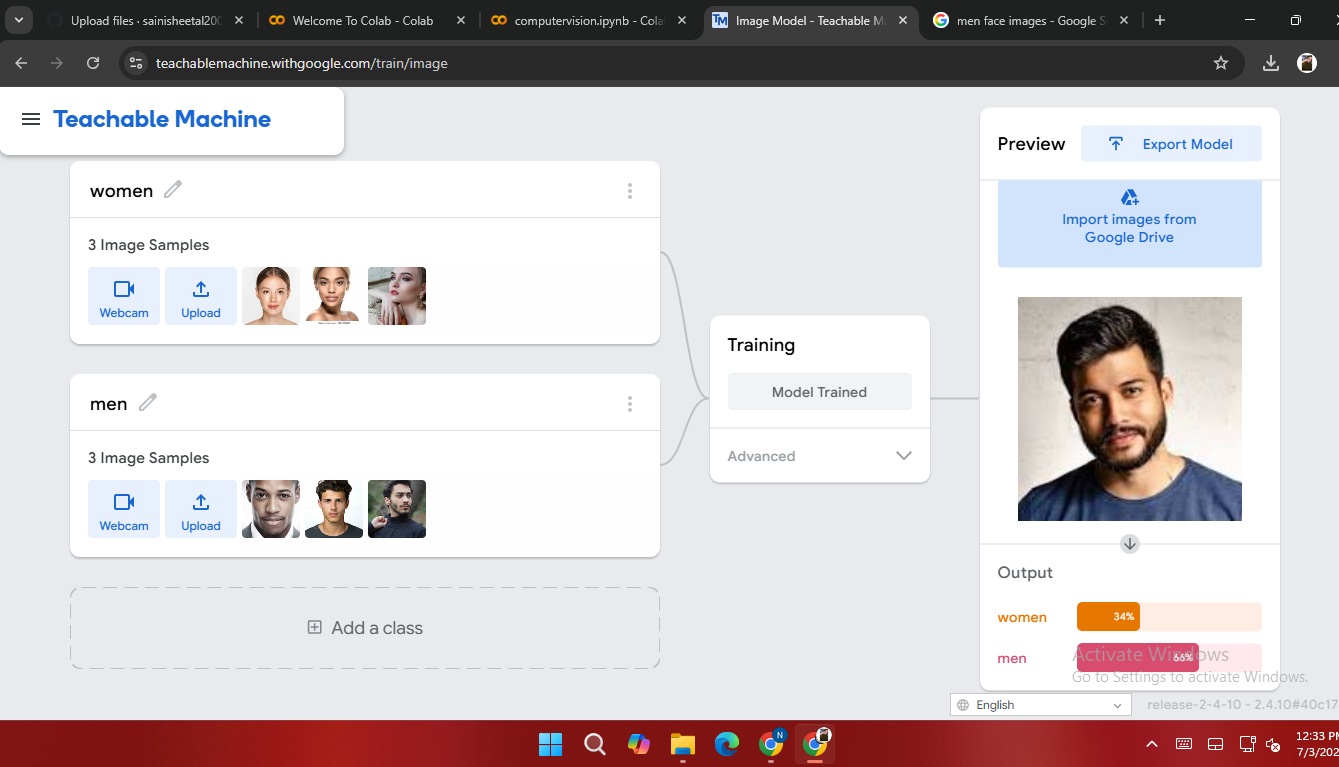 Upload files · sainisheetal200
Welcome To Colab - Colab
computervision.ipynb - Cola
Image Model - Teachable M
men face images - Google S
teachablemachine.withgoogle.com/train/image
Teachable Machine
Preview
Export Model
Import images from
Google Drive
women
3 Image Samples
Webcam
Upload
men
3 Image Samples
Webcam
Upload
Add a class
Training
Model Trained
Advanced
Output
women
34%
men
66%
Activate Windows
Go to Settings to activate Windows.
English
release-2-4-10 - 2.4.10#40c17
12:33 PM
7/3/202